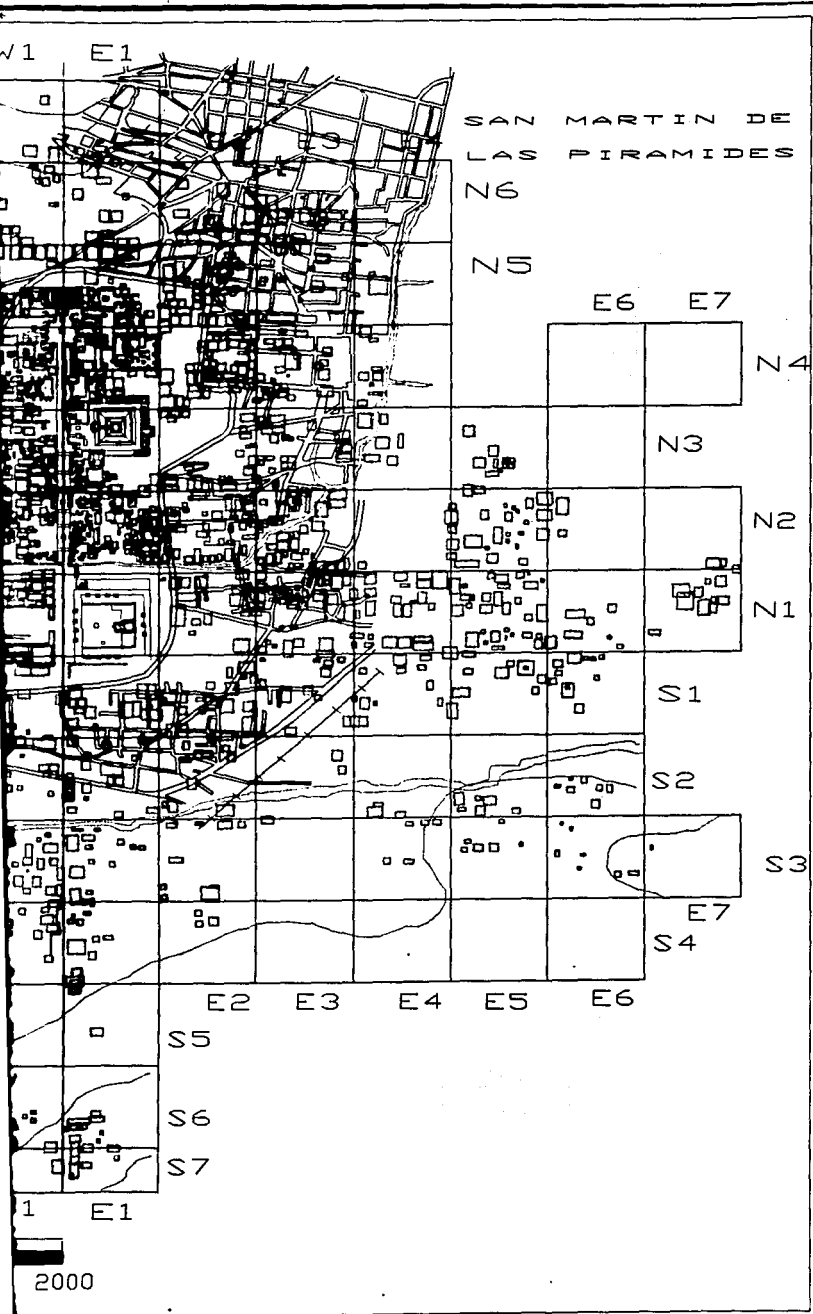 W1 E1
SAN MARTIN DE
LAS PIRAMIDES
N6
N5
E6 E7
N4
N3
N2
N1
S1
S2
S3
E7
S4
E2 E3 E4 E5 E6
S5
S6
S7
1 E1
2000